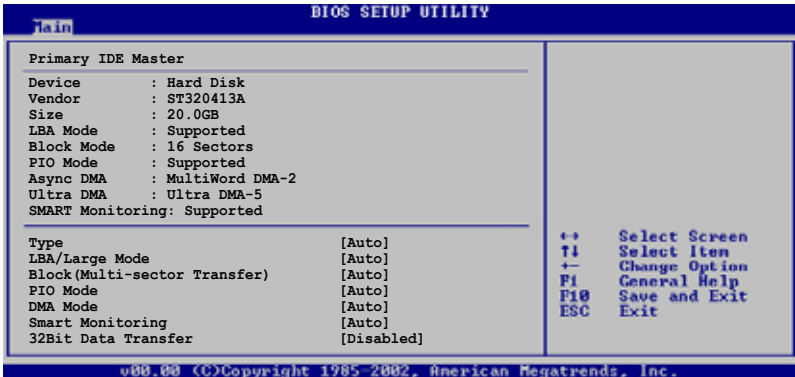 BIOS SETUP UTILITY
Main
Primary IDE Master
Device : Hard Disk
Vendor : ST320413A
Size : 20.0GB
LBA Mode : Supported
Block Mode : 16 Sectors
PIO Mode : Supported
Async DMA : MultiWord DMA-2
Ultra DMA : Ultra DMA-5
SMART Monitoring: Supported
Type [Auto]
LBA/Large Mode [Auto]
Block(Multi-sector Transfer) [Auto]
PIO Mode [Auto]
DMA Mode [Auto]
Smart Monitoring [Auto]
32Bit Data Transfer [Disabled]
↔ Select Screen
↑↓ Select Item
+- Change Option
F1 General Help
F10 Save and Exit
ESC Exit
v00.00 (C)Copyright 1985-2002, American Megatrends, Inc.